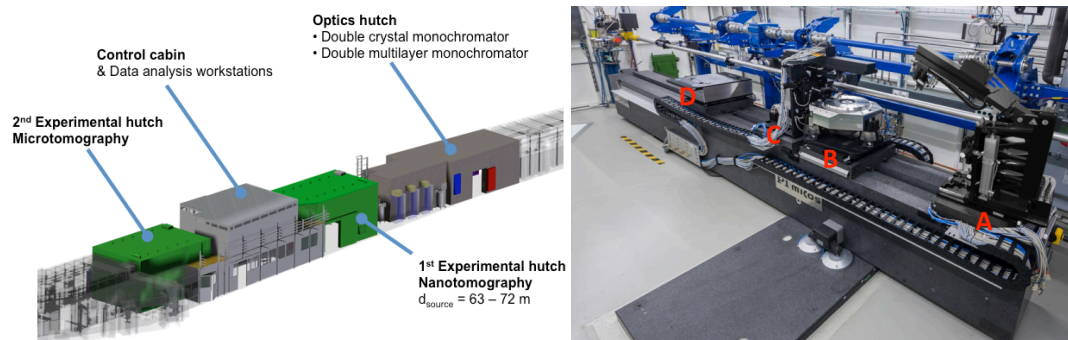 Optics hutch
• Double crystal monochromator
• Double multilayer monochromator
Control cabin
& Data analysis workstations
2nd Experimental hutch
Microtomography
1st Experimental hutch
Nanotomography
dsource = 63 – 72 m
D
C
B
A
PI miCos